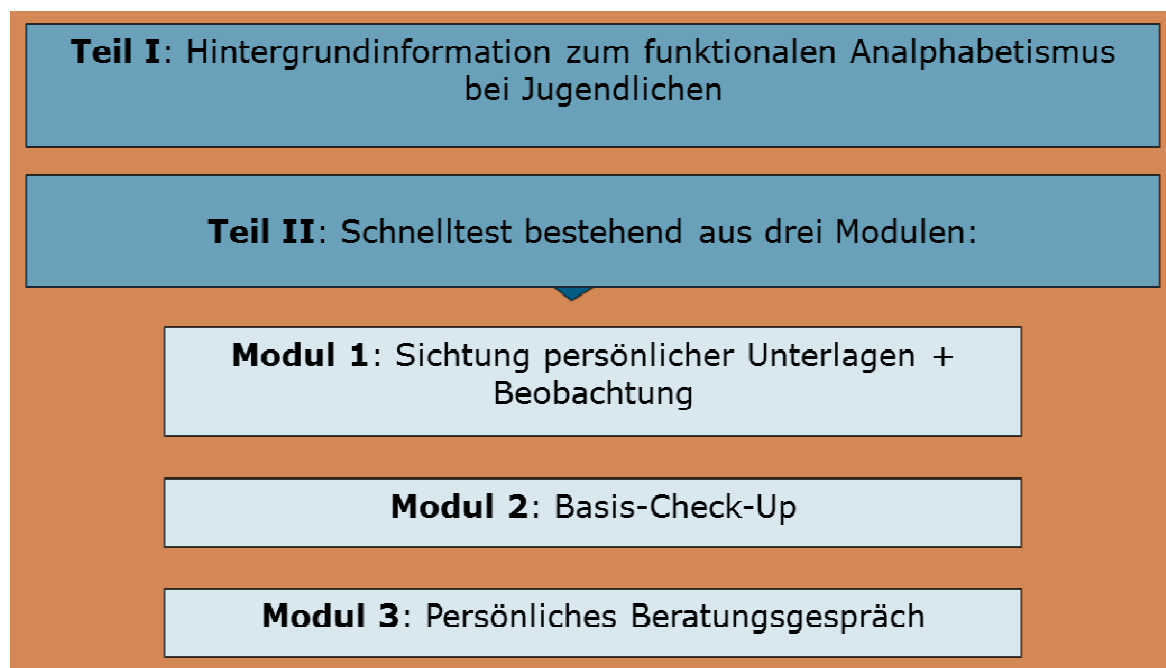 Teil I: Hintergrundinformation zum funktionalen Analphabetismus
bei Jugendlichen
Teil II: Schnelltest bestehend aus drei Modulen:
Modul 1: Sichtung persönlicher Unterlagen +
Beobachtung
Modul 2: Basis-Check-Up
Modul 3: Persönliches Beratungsgespräch